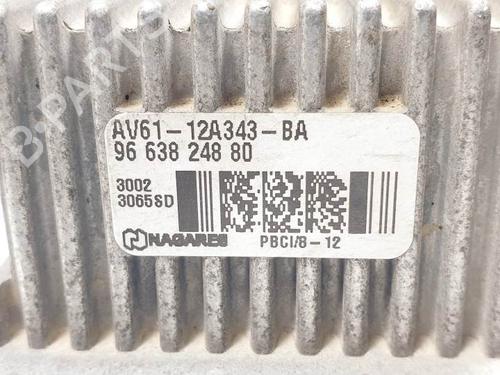 AV61-12A343-BA
96 638 248 80
3002
3065SD
NAGARES
PBCI/8-12
B-PARTS